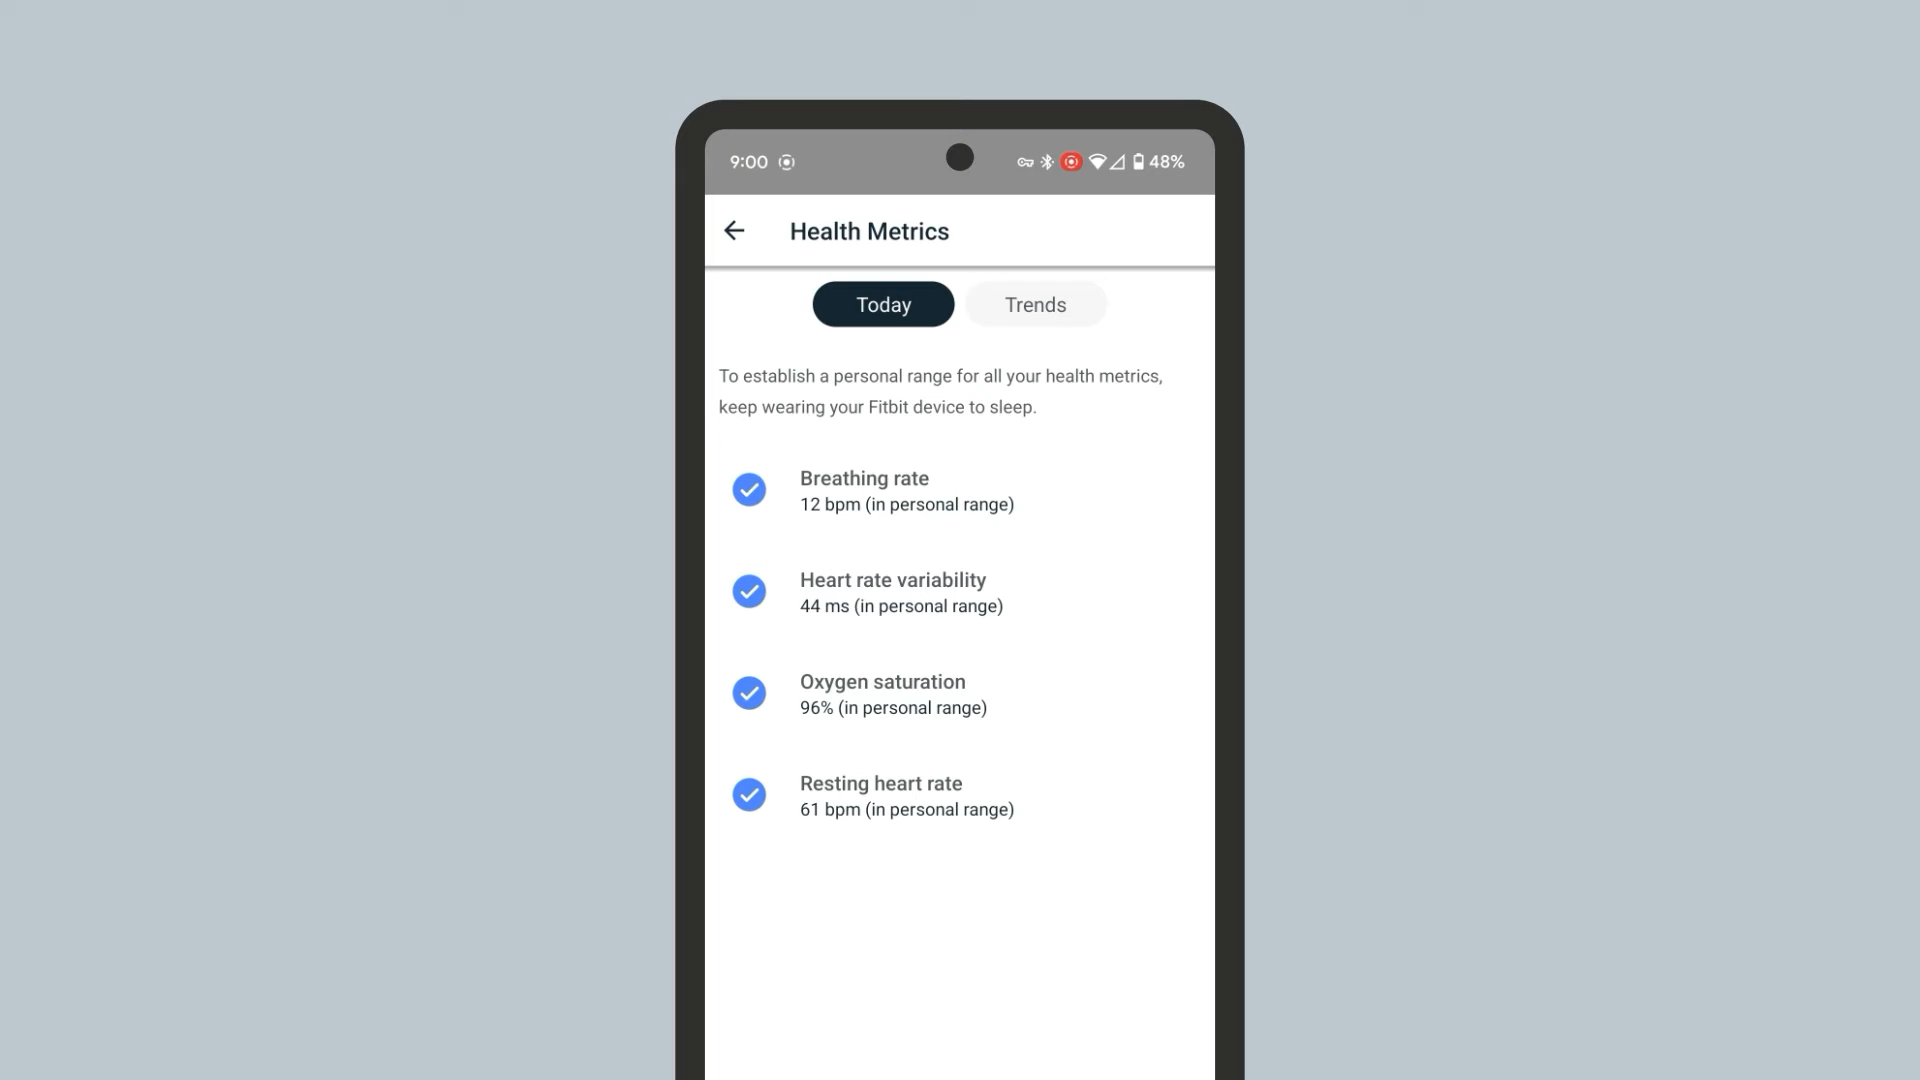 9:00 48%
Health Metrics
Today Trends
To establish a personal range for all your health metrics,
keep wearing your Fitbit device to sleep.
Breathing rate
12 bpm (in personal range)
Heart rate variability
44 ms (in personal range)
Oxygen saturation
96% (in personal range)
Resting heart rate
61 bpm (in personal range)